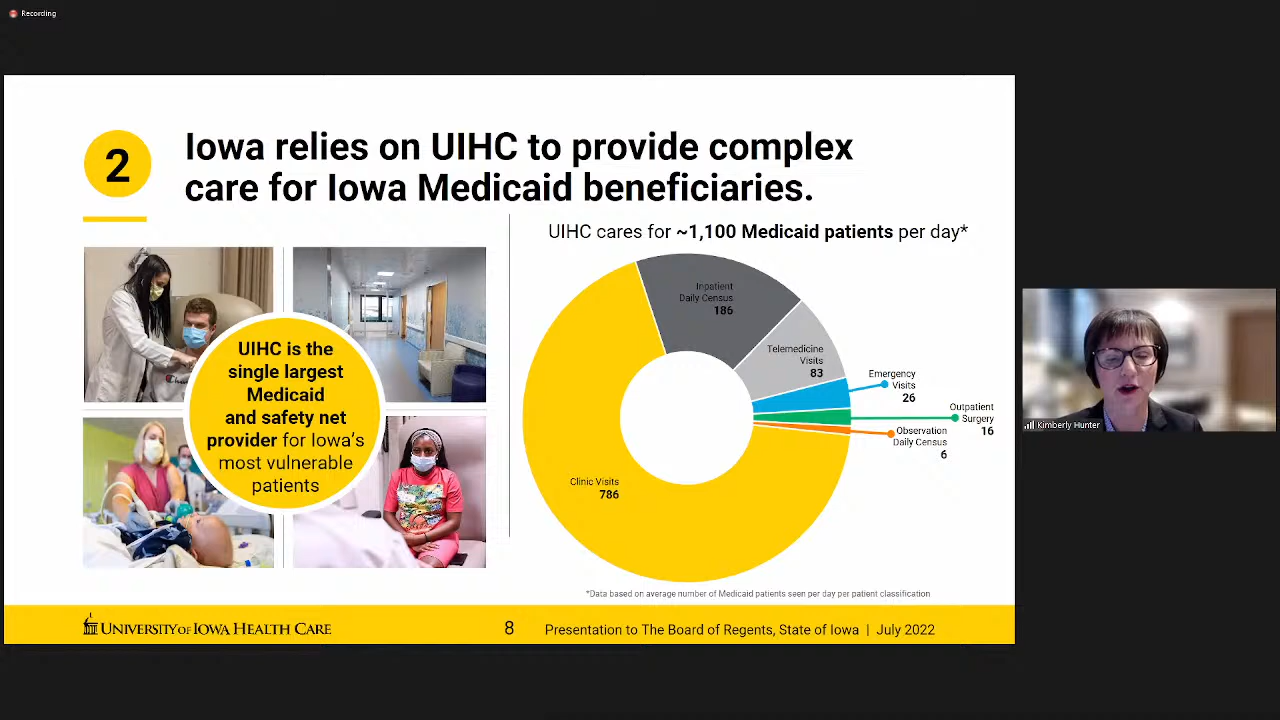 Recording
2
Iowa relies on UIHC to provide complex
care for Iowa Medicaid beneficiaries.
UIHC is the
single largest
Medicaid
and safety net
provider for Iowa's
most vulnerable
patients
UIHC cares for ~1,100 Medicaid patients per day*
Inpatient
Daily Census
186
Telemedicine
Visits
83
Emergency
Visits
26
Outpatient
Surgery
16
Observation
Daily Census
6
Clinic Visits
786
*Data based on average number of Medicaid patients seen per day per patient classification
UNIVERSITY OF IOWA HEALTH CARE
8
Presentation to The Board of Regents, State of Iowa | July 2022
Kimberly Hunter